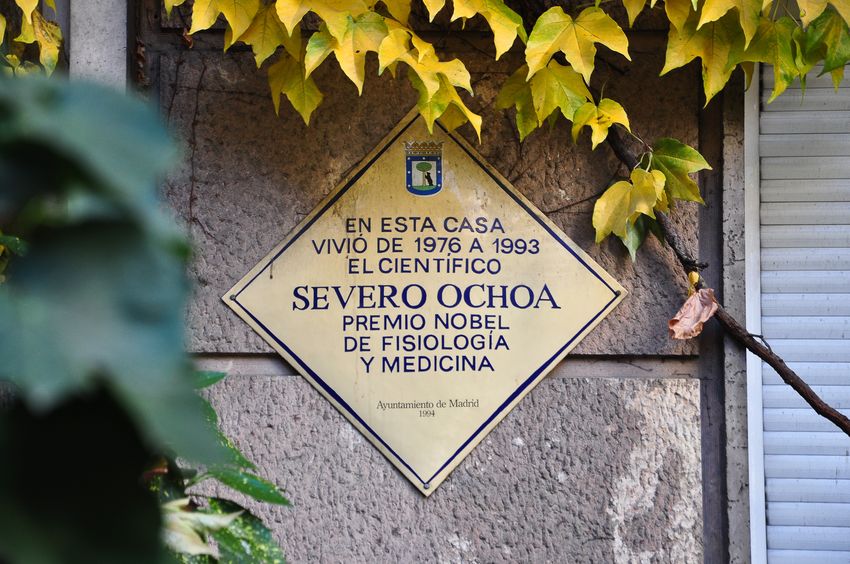 EN ESTA CASA
VIVIÓ DE 1976 A 1993
EL CIENTÍFICO
SEVERO OCHOA
PREMIO NOBEL
DE FISIOLOGÍA
Y MEDICINA
Ayuntamiento de Madrid
1994